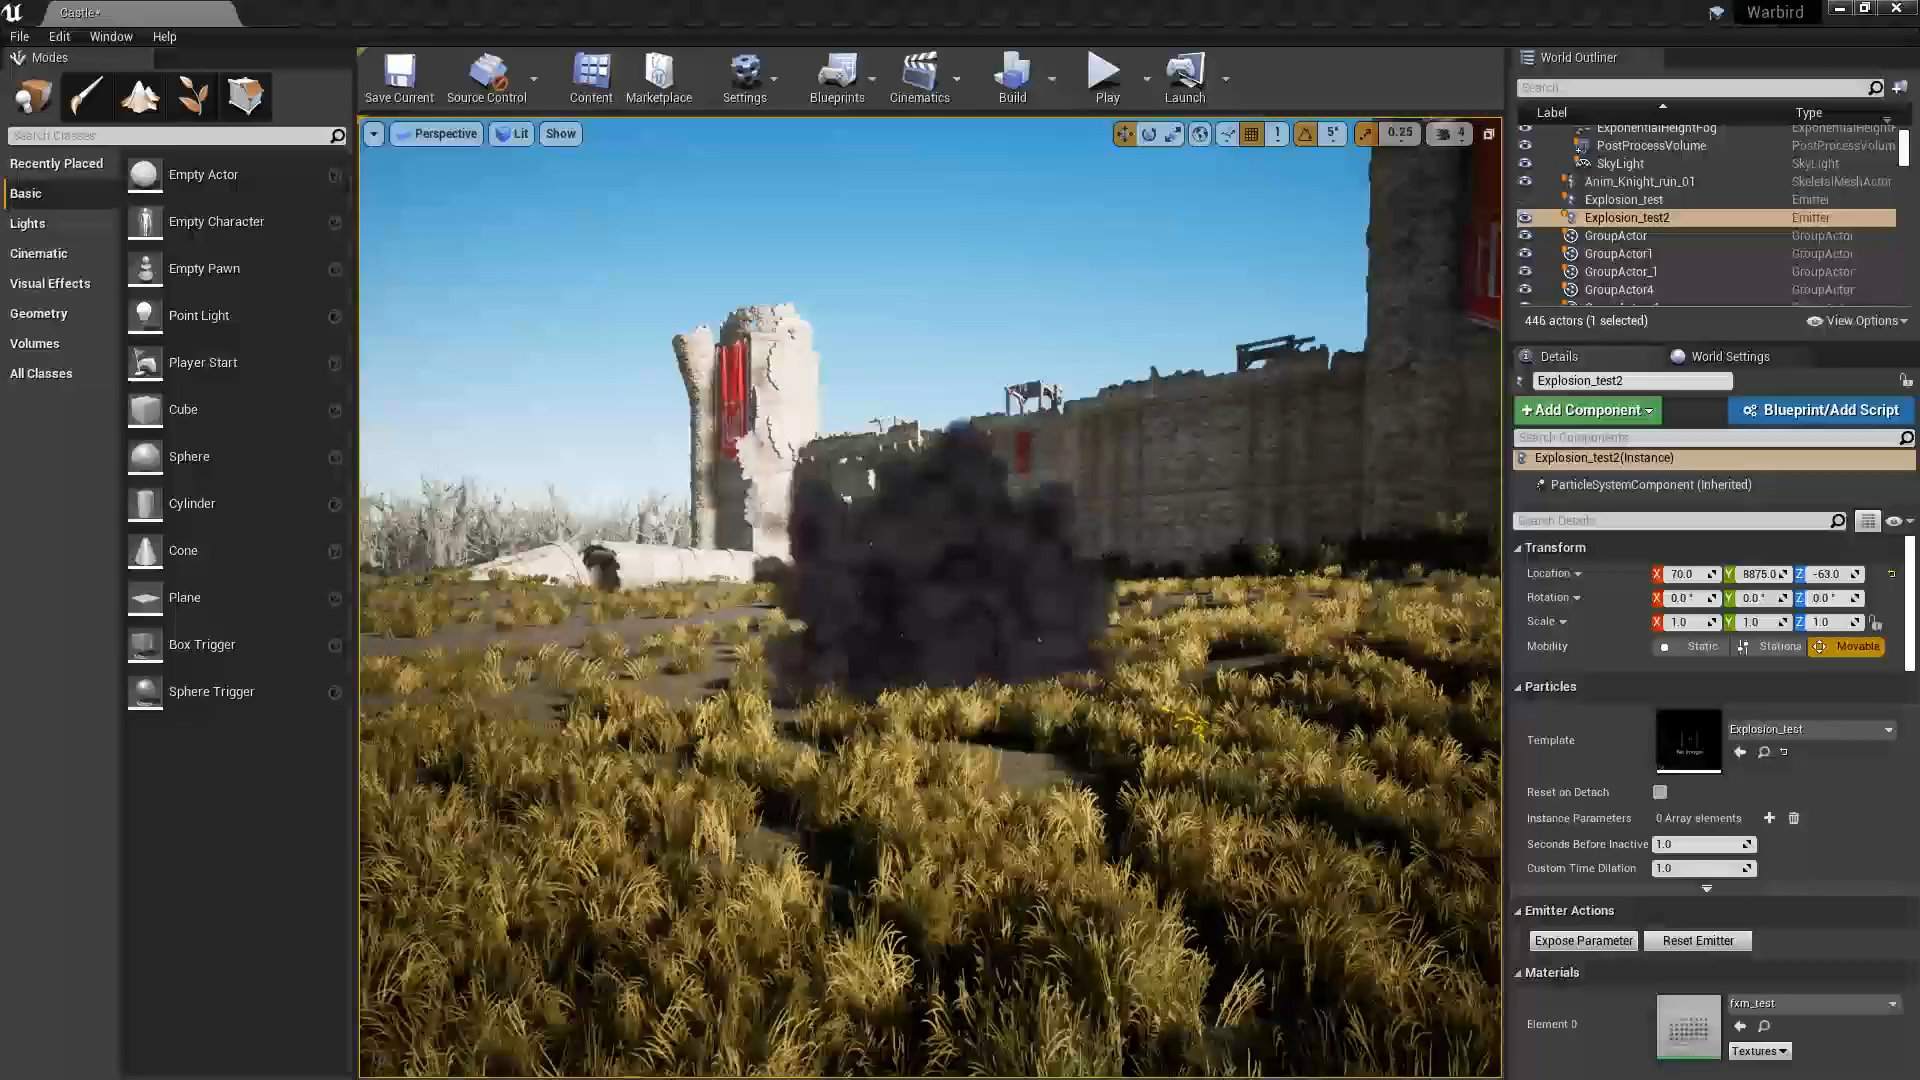 Castle*
Warbird
File Edit Window Help
Modes
Search Classes
Recently Placed
Basic
Lights
Cinematic
Visual Effects
Geometry
Volumes
All Classes
Empty Actor
Empty Character
Empty Pawn
Point Light
Player Start
Cube
Sphere
Cylinder
Cone
Plane
Box Trigger
Sphere Trigger
Save Current Source Control Content Marketplace Settings Blueprints Cinematics Build Play Launch
Perspective Lit Show
1 5° 0.25 4
World Outliner
Search...
Label Type
ExponentialHeightFog ExponentialHeightF
PostProcessVolume PostProcessVolum
SkyLight SkyLight
Anim_Knight_run_01 SkeletalMeshActor
Explosion_test Emitter
Explosion_test2 Emitter
GroupActor GroupActor
GroupActor1 GroupActor
GroupActor_1 GroupActor
GroupActor4 GroupActor
446 actors (1 selected) View Options
Details World Settings
Explosion_test2
+Add Component Blueprint/Add Script
Search Components
Explosion_test2(Instance)
ParticleSystemComponent (Inherited)
Search Details
Transform
Location X 70.0 Y 8875.0 Z -63.0
Rotation X 0.0 ° Y 0.0 ° Z 0.0 °
Scale X 1.0 Y 1.0 Z 1.0
Mobility Static Stationa Movable
Particles
Template Explosion_test
Reset on Detach
Instance Parameters 0 Array elements
Seconds Before Inactive 1.0
Custom Time Dilation 1.0
Emitter Actions
Expose Parameter Reset Emitter
Materials
Element 0 fxm_test
Textures